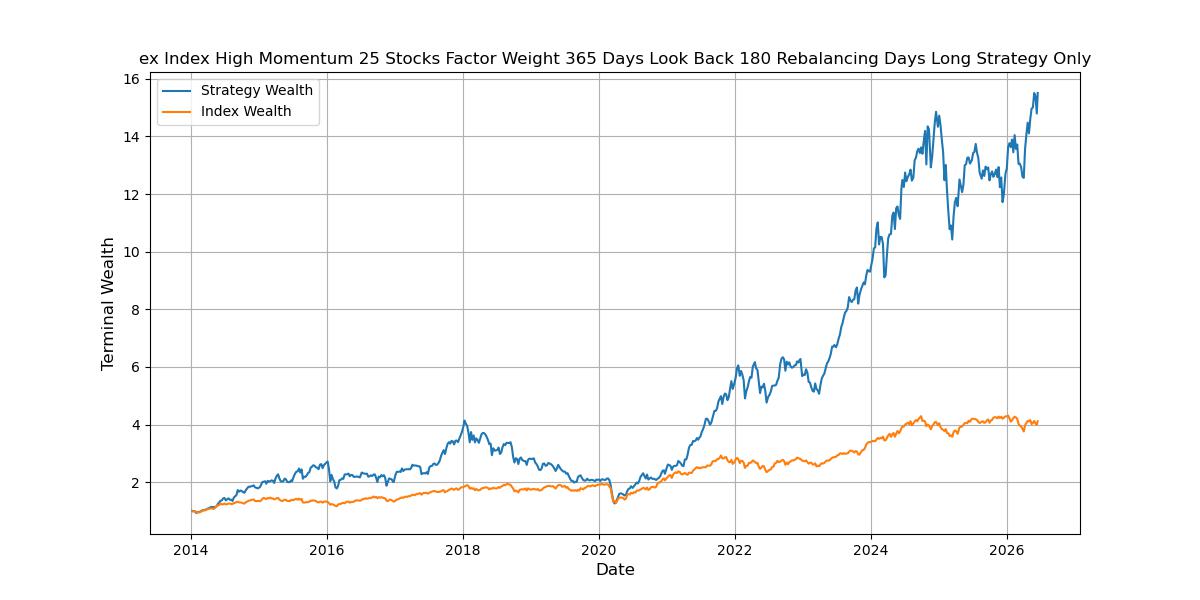 ex Index High Momentum 25 Stocks Factor Weight 365 Days Look Back 180 Rebalancing Days Long Strategy Only
Strategy Wealth
Index Wealth
Terminal Wealth
16
14
12
10
8
6
4
2
2014 2016 2018 2020 2022 2024 2026
Date